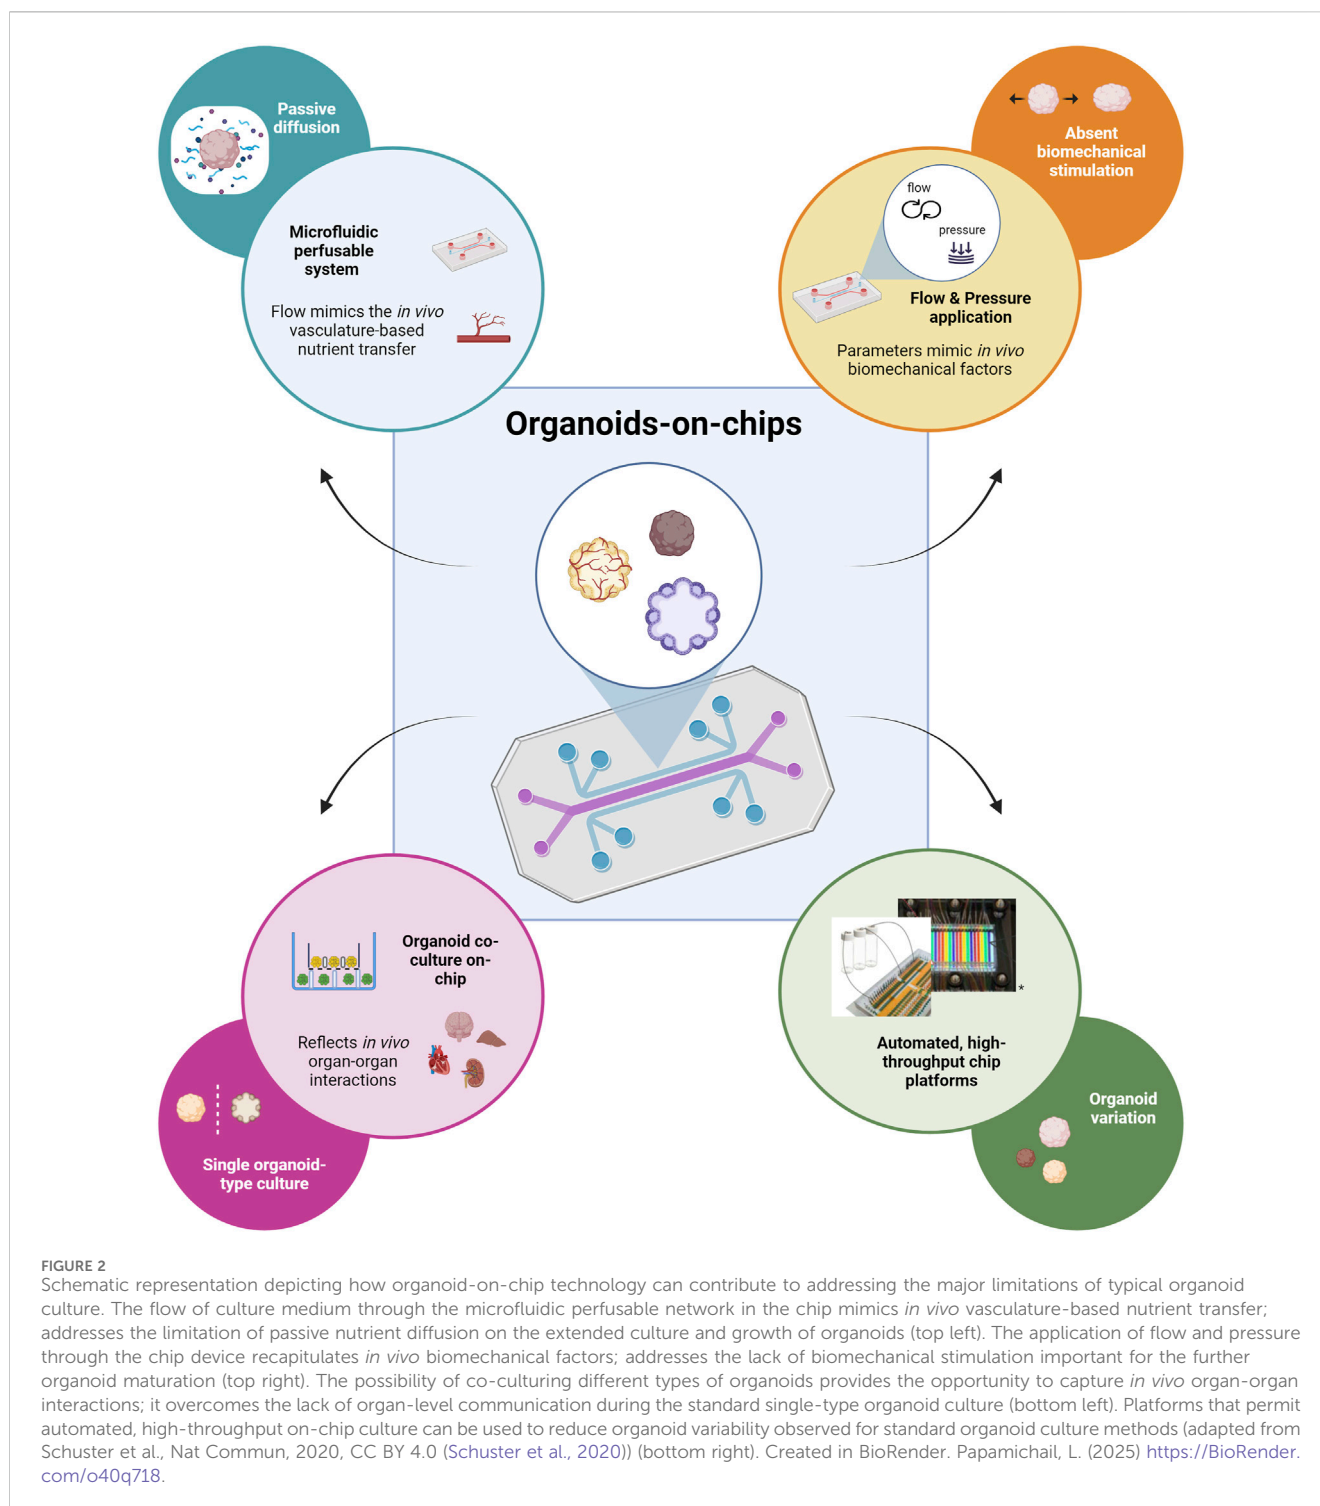 Passive
diffusion
Microfluidic
perfusable
system
Flow mimics the in vivo
vasculature-based
nutrient transfer
Absent
biomechanical
stimulation
flow
pressure
Flow & Pressure
application
Parameters mimic in vivo
biomechanical factors
Organoids-on-chips
Organoid co-
culture on-
chip
Reflects in vivo
organ-organ
interactions
Single organoid-
type culture
*
Automated, high-
throughput chip
platforms
Organoid
variation
FIGURE 2
Schematic representation depicting how organoid-on-chip technology can contribute to addressing the major limitations of typical organoid
culture. The flow of culture medium through the microfluidic perfusable network in the chip mimics in vivo vasculature-based nutrient transfer;
addresses the limitation of passive nutrient diffusion on the extended culture and growth of organoids (top left). The application of flow and pressure
through the chip device recapitulates in vivo biomechanical factors; addresses the lack of biomechanical stimulation important for the further
organoid maturation (top right). The possibility of co-culturing different types of organoids provides the opportunity to capture in vivo organ-organ
interactions; it overcomes the lack of organ-level communication during the standard single-type organoid culture (bottom left). Platforms that permit
automated, high-throughput on-chip culture can be used to reduce organoid variability observed for standard organoid culture methods (adapted from
Schuster et al., Nat Commun, 2020, CC BY 4.0 (Schuster et al., 2020)) (bottom right). Created in BioRender. Papamichail, L. (2025) https://BioRender.
com/o40q718.